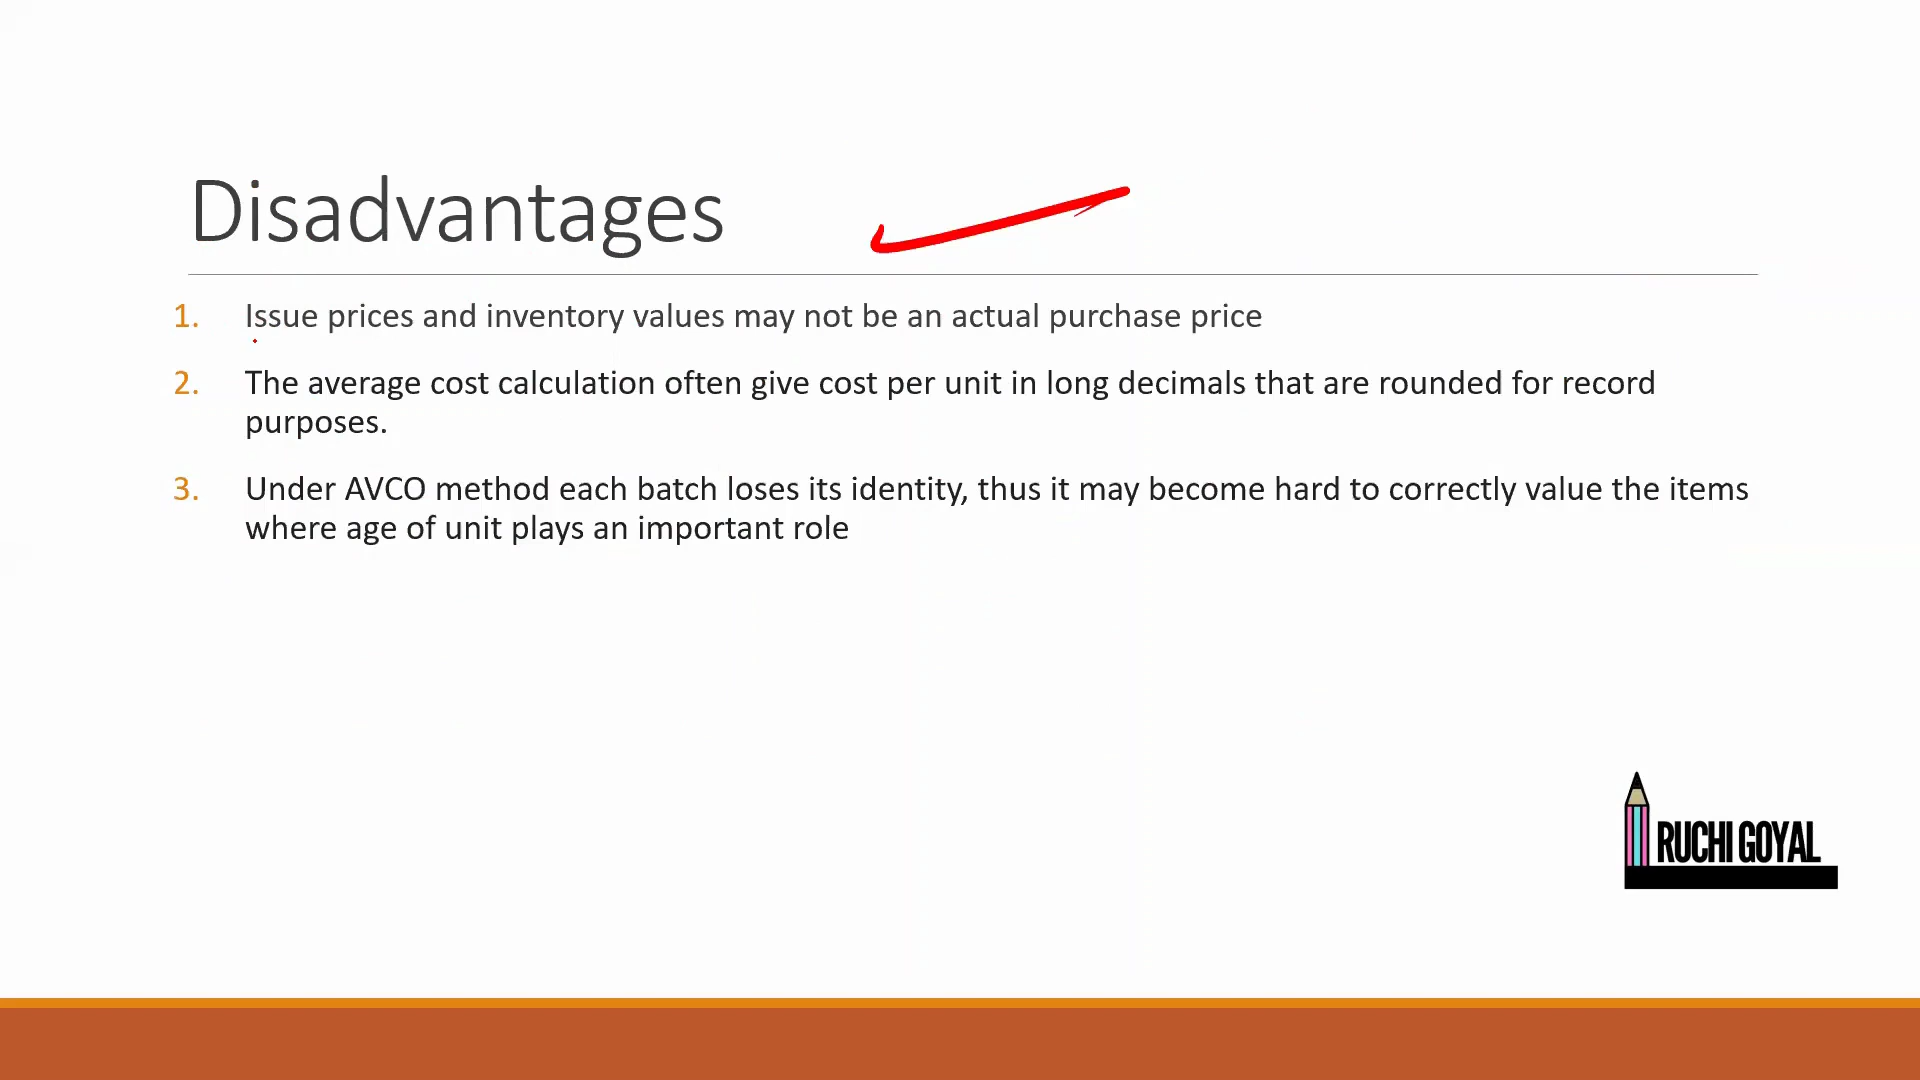 Disadvantages
1. Issue prices and inventory values may not be an actual purchase price
2. The average cost calculation often give cost per unit in long decimals that are rounded for record
purposes.
3. Under AVCO method each batch loses its identity, thus it may become hard to correctly value the items
where age of unit plays an important role
RUCHI GOYAL